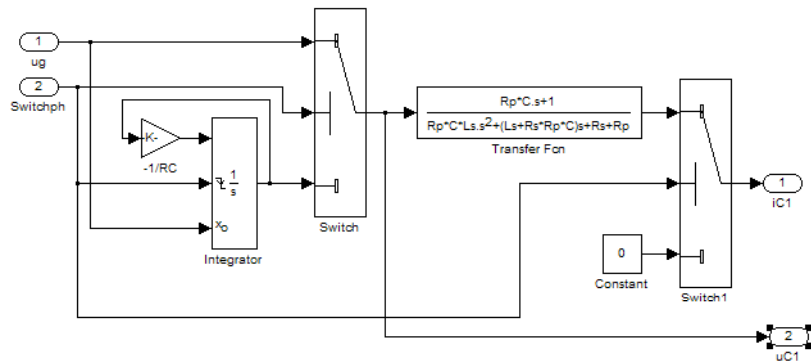 1
ug
2
Switchph
-K-
-1/RC
1
s
xo
Integrator
Switch
Rp*C.s+1
Rp*C*Ls.s2+(Ls+Rs*Rp*C)s+Rs+Rp
Transfer Fcn
0
Constant
Switch1
1
iC1
2
uC1